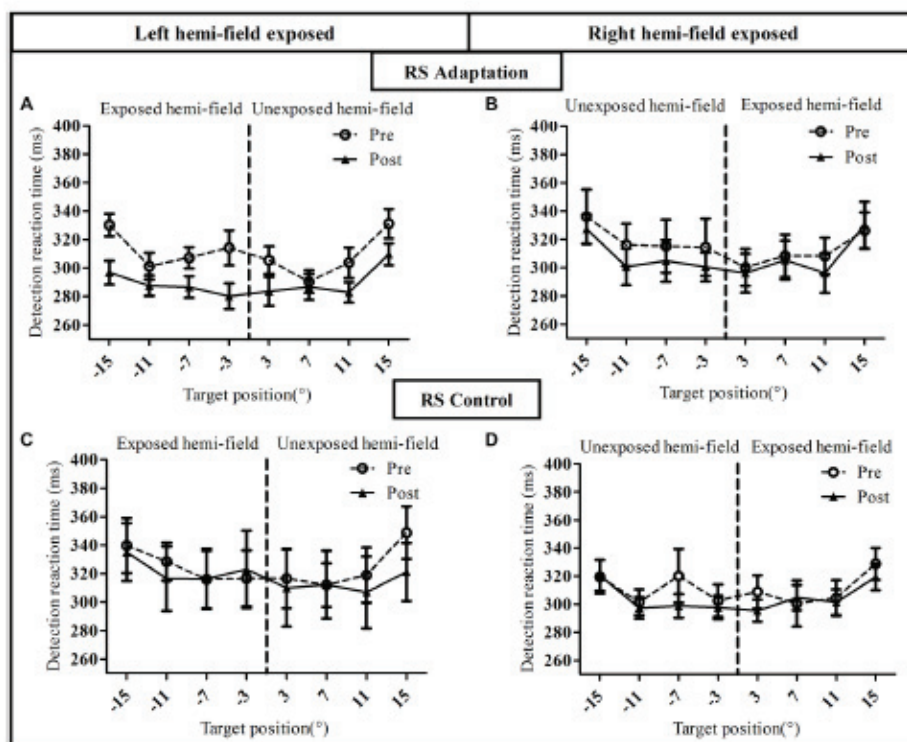 Left hemi-field exposed
Right hemi-field exposed
RS Adaptation
A
Exposed hemi-field
Unexposed hemi-field
Pre
Post
Detection reaction time (ms)
400
380
360
340
320
300
280
260
-15
-11
-7
-3
3
7
11
15
Target position(°)
B
Unexposed hemi-field
Exposed hemi-field
Pre
Post
Detection reaction time (ms)
400
380
360
340
320
300
280
260
-15
-11
-7
-3
3
7
11
15
Target position(°)
RS Control
C
Exposed hemi-field
Unexposed hemi-field
Pre
Post
Detection reaction time (ms)
400
380
360
340
320
300
280
260
-15
-11
-7
-3
3
7
11
15
Target position(°)
D
Unexposed hemi-field
Exposed hemi-field
Pre
Post
Detection reaction time (ms)
400
380
360
340
320
300
280
260
-15
-11
-7
-3
3
7
11
15
Target position(°)